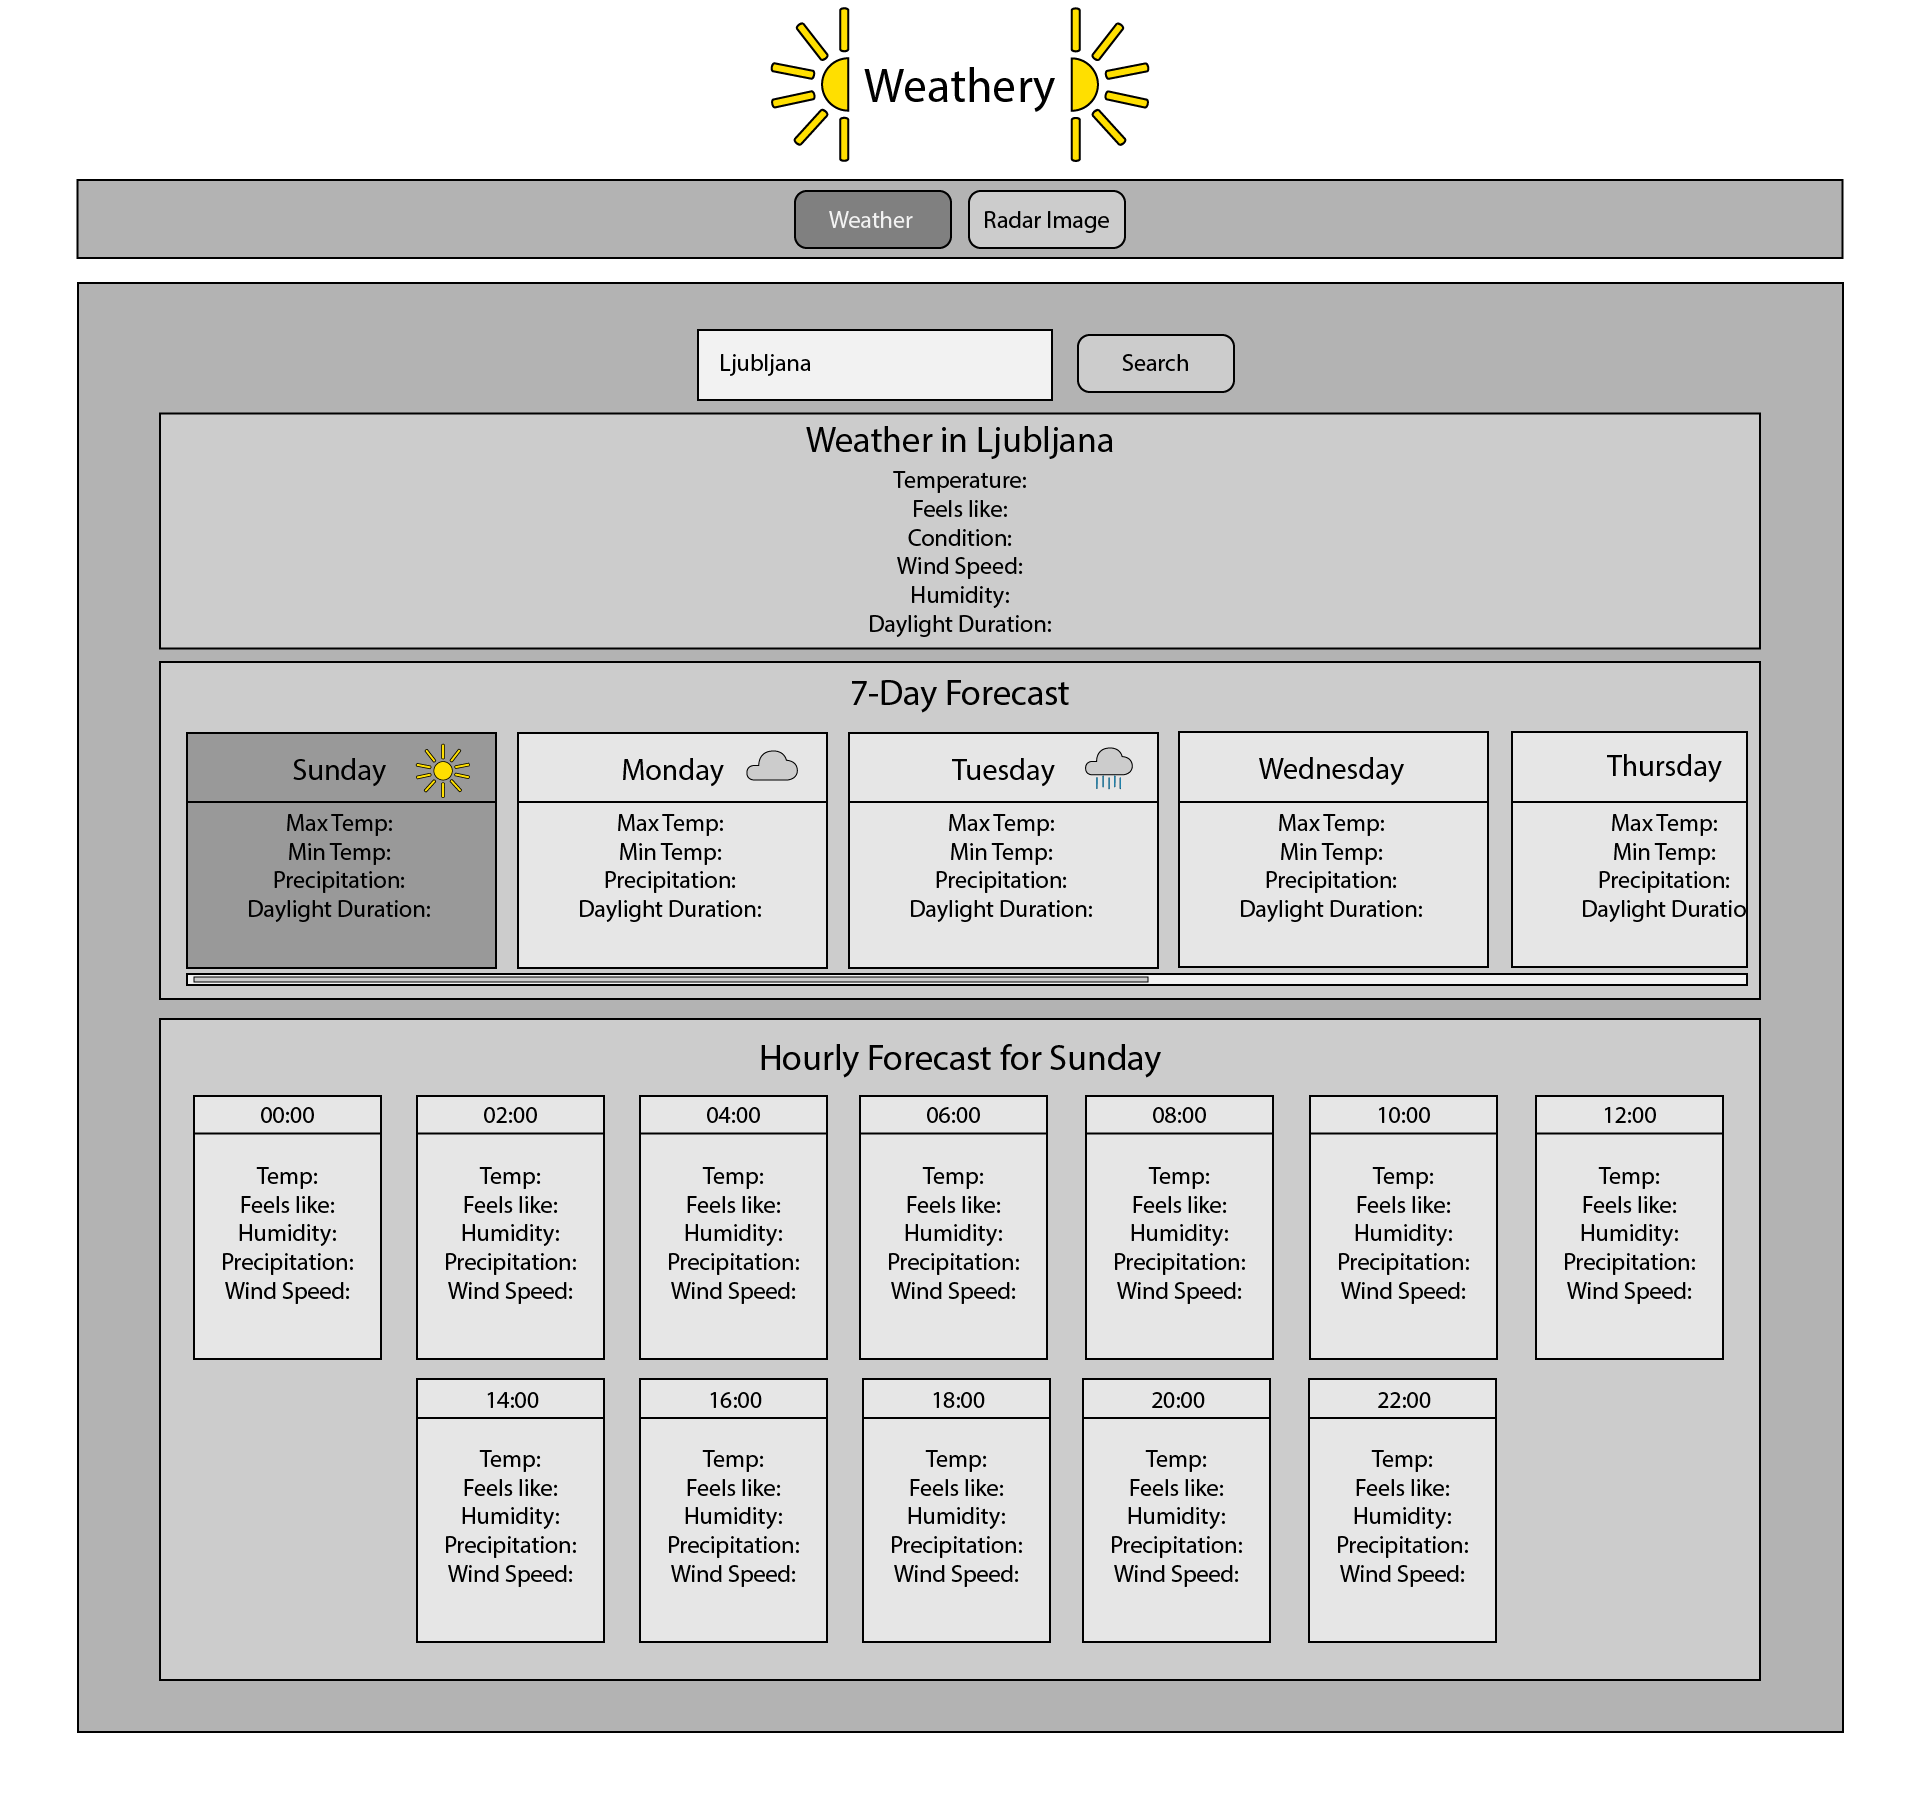 Weathery
Weather
Radar Image
Ljubljana
Search
Weather in Ljubljana
Temperature:
Feels like:
Condition:
Wind Speed:
Humidity:
Daylight Duration:
7-Day Forecast
Sunday
Max Temp:
Min Temp:
Precipitation:
Daylight Duration:
Monday
Max Temp:
Min Temp:
Precipitation:
Daylight Duration:
Tuesday
Max Temp:
Min Temp:
Precipitation:
Daylight Duration:
Wednesday
Max Temp:
Min Temp:
Precipitation:
Daylight Duration:
Thursday
Max Temp:
Min Temp:
Precipitation:
Daylight Duratio
Hourly Forecast for Sunday
00:00
Temp:
Feels like:
Humidity:
Precipitation:
Wind Speed:
02:00
Temp:
Feels like:
Humidity:
Precipitation:
Wind Speed:
04:00
Temp:
Feels like:
Humidity:
Precipitation:
Wind Speed:
06:00
Temp:
Feels like:
Humidity:
Precipitation:
Wind Speed:
08:00
Temp:
Feels like:
Humidity:
Precipitation:
Wind Speed:
10:00
Temp:
Feels like:
Humidity:
Precipitation:
Wind Speed:
12:00
Temp:
Feels like:
Humidity:
Precipitation:
Wind Speed:
14:00
Temp:
Feels like:
Humidity:
Precipitation:
Wind Speed:
16:00
Temp:
Feels like:
Humidity:
Precipitation:
Wind Speed:
18:00
Temp:
Feels like:
Humidity:
Precipitation:
Wind Speed:
20:00
Temp:
Feels like:
Humidity:
Precipitation:
Wind Speed:
22:00
Temp:
Feels like:
Humidity:
Precipitation:
Wind Speed: